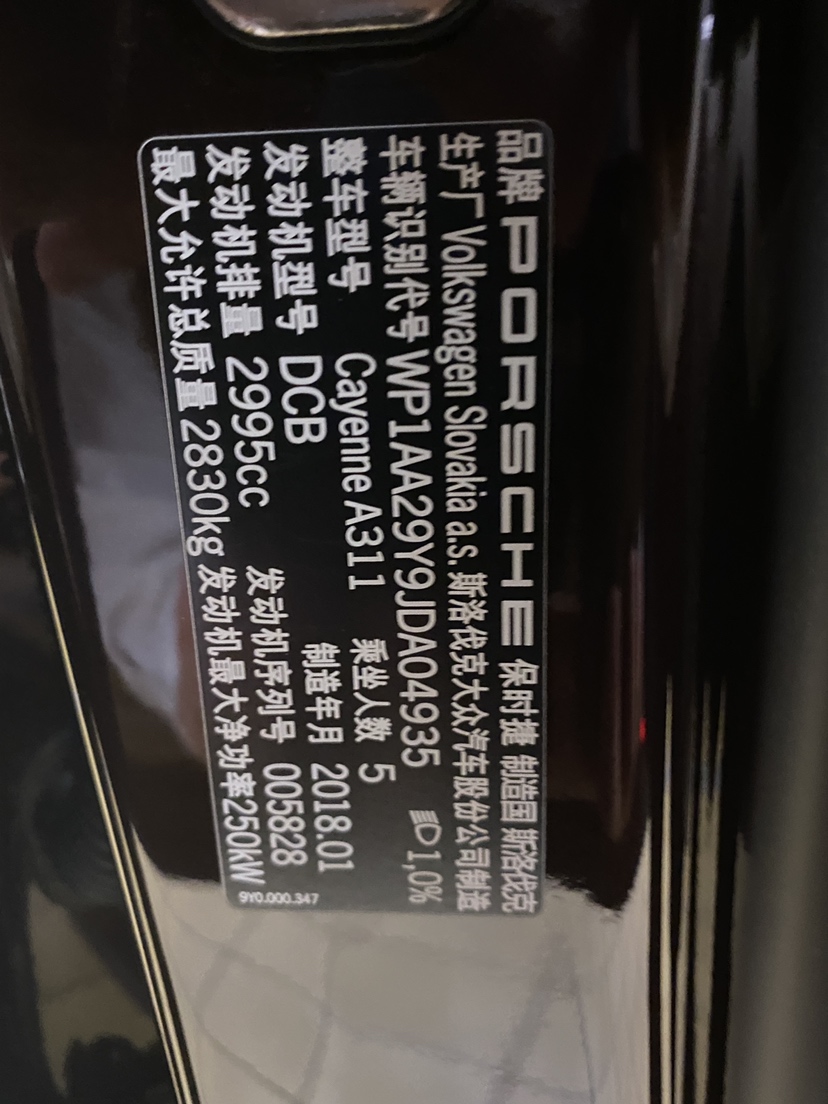 品牌 PORSCHE 保时捷 制造国 斯洛伐克
生产厂 Volkswagen Slovakia a.s. 斯洛伐克大众汽车股份公司制造
车辆识别代号 WP1AA29Y9JDA04935 1,0%
整车型号 Cayenne A311 乘坐人数 5
发动机型号 DCB 制造年月 2018.01
发动机排量 2995cc 发动机序列号 005828
最大允许总质量 2830kg 发动机最大净功率250kW
9Y0.000.347